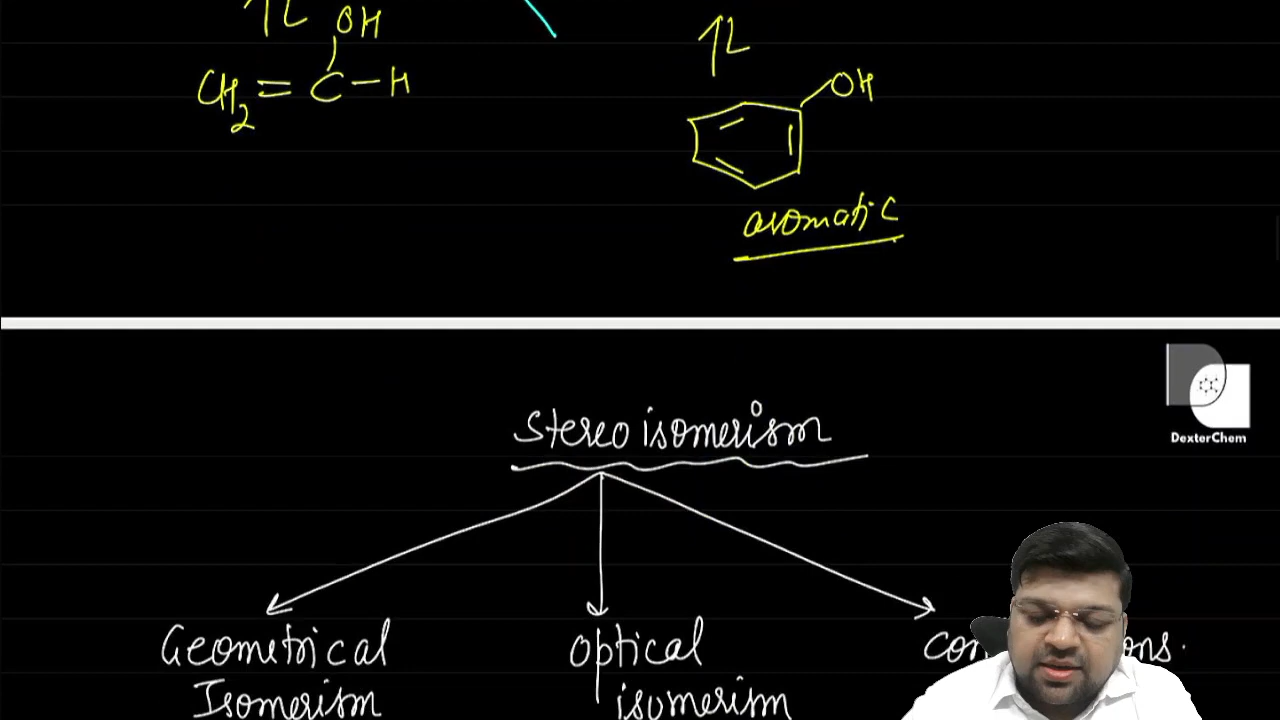 OH
CH2 = C - H
OH
aromatic
Stereo isomerism
DexterChem
Geometrical
Isomerism
optical
isomerism